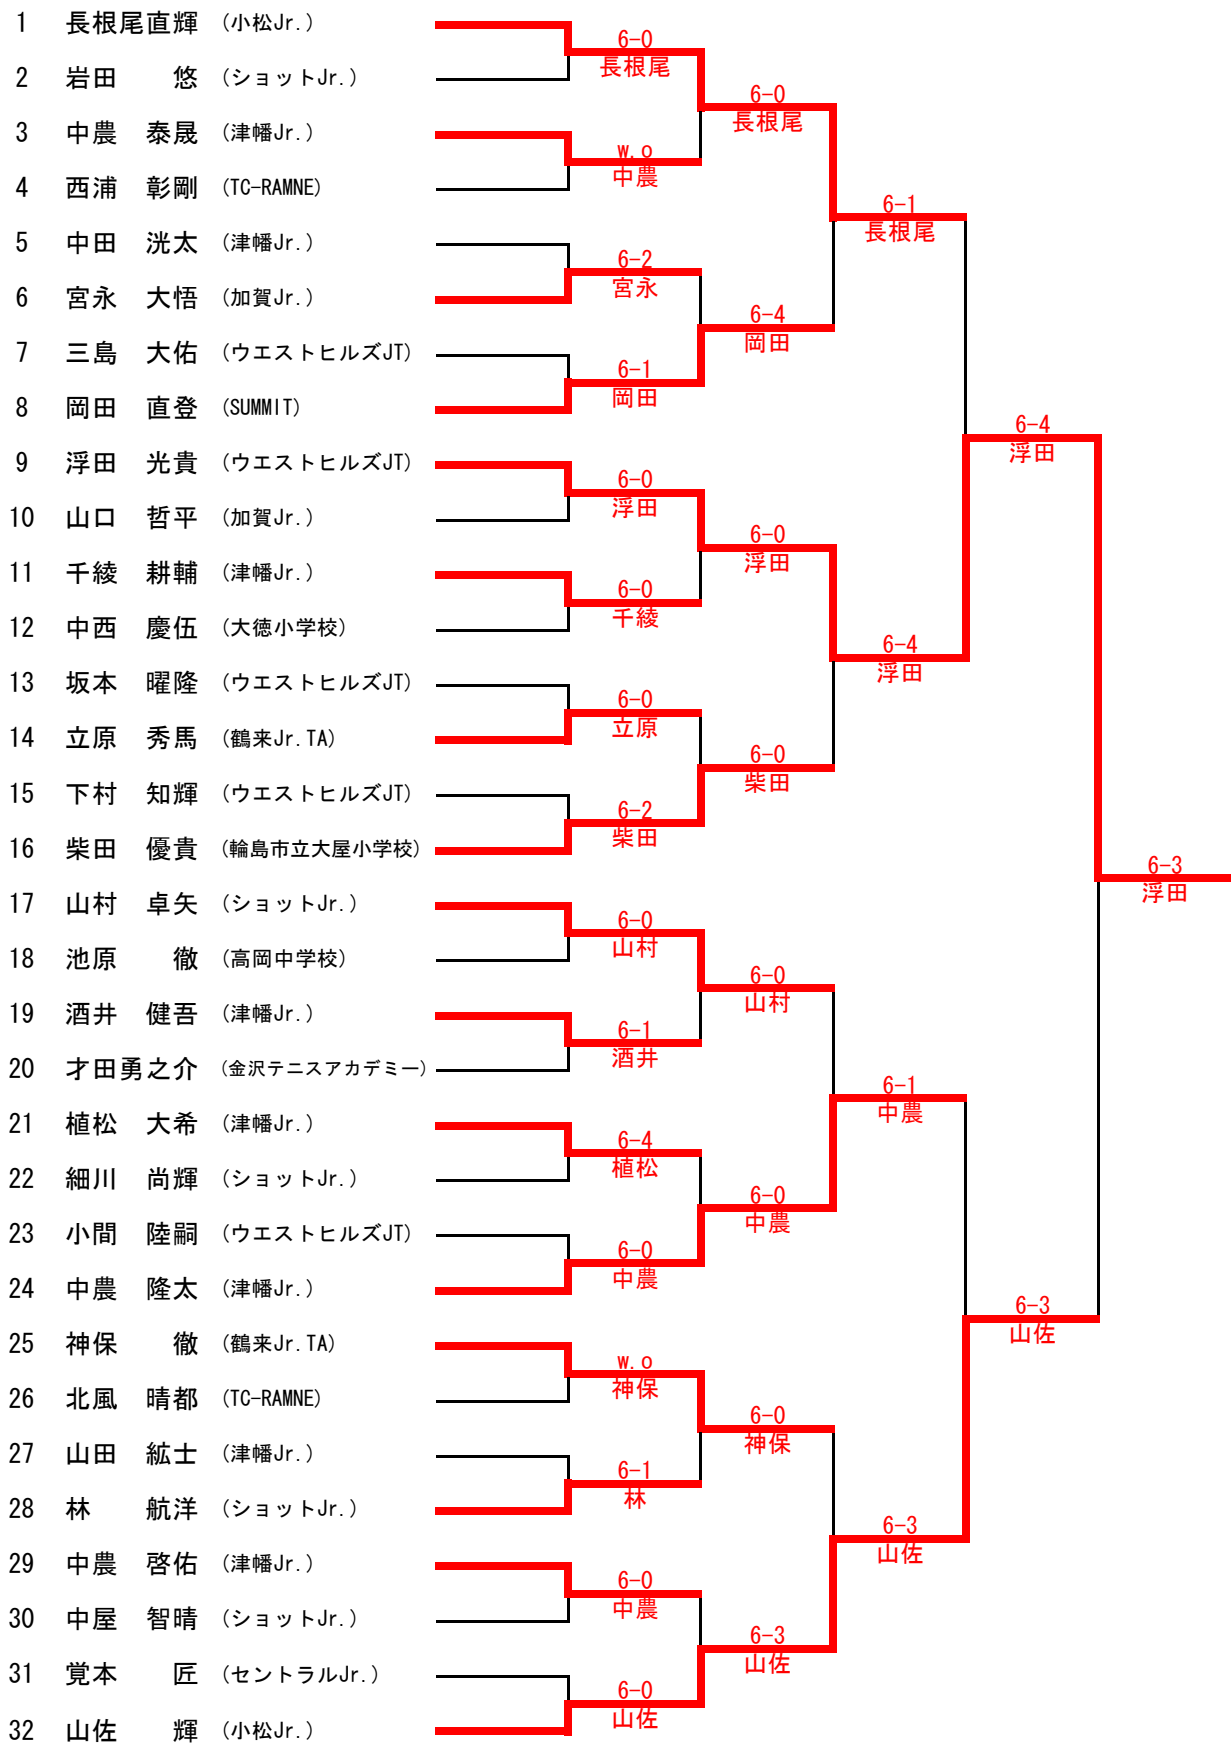 1 長根尾直輝 (小松Jr.)
2 岩田 悠 (ショットJr.)
3 中農 泰晟 (津幡Jr.)
4 西浦 彰剛 (TC-RAMNE)
5 中田 洸太 (津幡Jr.)
6 宮永 大悟 (加賀Jr.)
7 三島 大佑 (ウエストヒルズJT)
8 岡田 直登 (SUMMIT)
9 浮田 光貴 (ウエストヒルズJT)
10 山口 哲平 (加賀Jr.)
11 千綾 耕輔 (津幡Jr.)
12 中西 慶伍 (大徳小学校)
13 坂本 曜隆 (ウエストヒルズJT)
14 立原 秀馬 (鶴来Jr.TA)
15 下村 知輝 (ウエストヒルズJT)
16 柴田 優貴 (輪島市立大屋小学校)
17 山村 卓矢 (ショットJr.)
18 池原 徹 (高岡中学校)
19 酒井 健吾 (津幡Jr.)
20 才田勇之介 (金沢テニスアカデミー)
21 植松 大希 (津幡Jr.)
22 細川 尚輝 (ショットJr.)
23 小間 陸嗣 (ウエストヒルズJT)
24 中農 隆太 (津幡Jr.)
25 神保 徹 (鶴来Jr.TA)
26 北風 晴都 (TC-RAMNE)
27 山田 紘士 (津幡Jr.)
28 林 航洋 (ショットJr.)
29 中農 啓佑 (津幡Jr.)
30 中屋 智晴 (ショットJr.)
31 覚本 匠 (セントラルJr.)
32 山佐 輝 (小松Jr.)
6-0
長根尾
w.o
中農
6-2
宮永
6-1
岡田
6-0
浮田
6-0
千綾
6-0
立原
6-2
柴田
6-0
山村
6-1
酒井
6-4
植松
6-0
中農
w.o
神保
6-1
林
6-0
中農
6-0
山佐
6-0
長根尾
6-4
岡田
6-0
浮田
6-0
柴田
6-0
山村
6-0
中農
6-0
神保
6-3
山佐
6-1
長根尾
6-4
浮田
6-1
中農
6-3
山佐
6-4
浮田
6-3
山佐
6-3
浮田